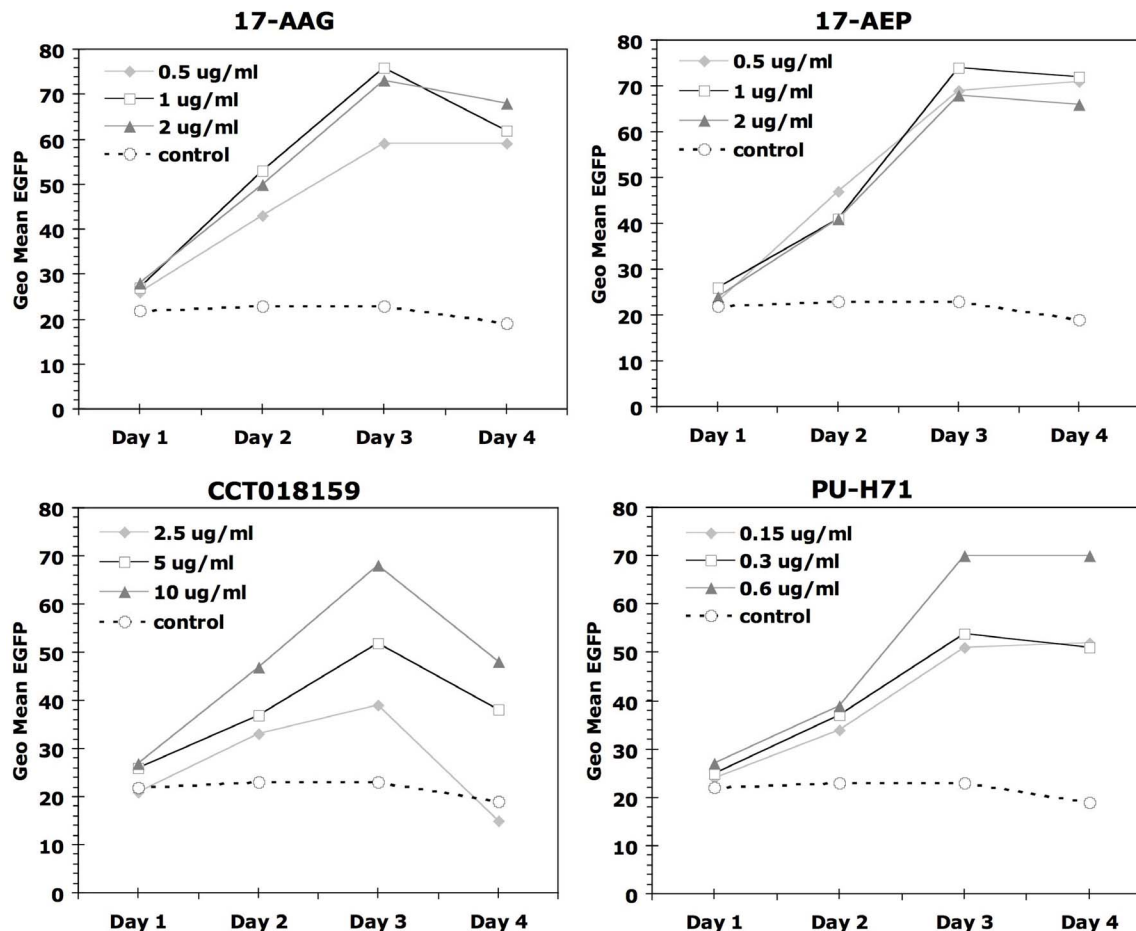 17-AAG
Geo Mean EGFP
80
70
60
50
40
30
20
10
0
0.5 ug/ml
1 ug/ml
2 ug/ml
control
Day 1 Day 2 Day 3 Day 4
17-AEP
Geo Mean EGFP
80
70
60
50
40
30
20
10
0
0.5 ug/ml
1 ug/ml
2 ug/ml
control
Day 1 Day 2 Day 3 Day 4
CCT018159
Geo Mean EGFP
80
70
60
50
40
30
20
10
0
2.5 ug/ml
5 ug/ml
10 ug/ml
control
Day 1 Day 2 Day 3 Day 4
PU-H71
Geo Mean EGFP
80
70
60
50
40
30
20
10
0
0.15 ug/ml
0.3 ug/ml
0.6 ug/ml
control
Day 1 Day 2 Day 3 Day 4